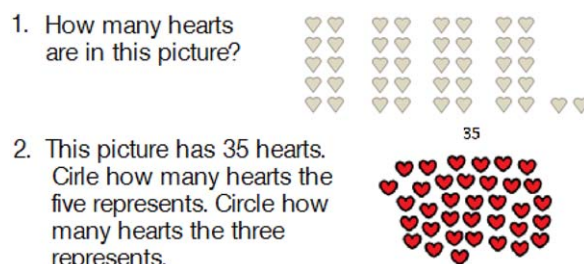 1. How many hearts
are in this picture?
35
2. This picture has 35 hearts.
Cirle how many hearts the
five represents. Circle how
many hearts the three
represents.